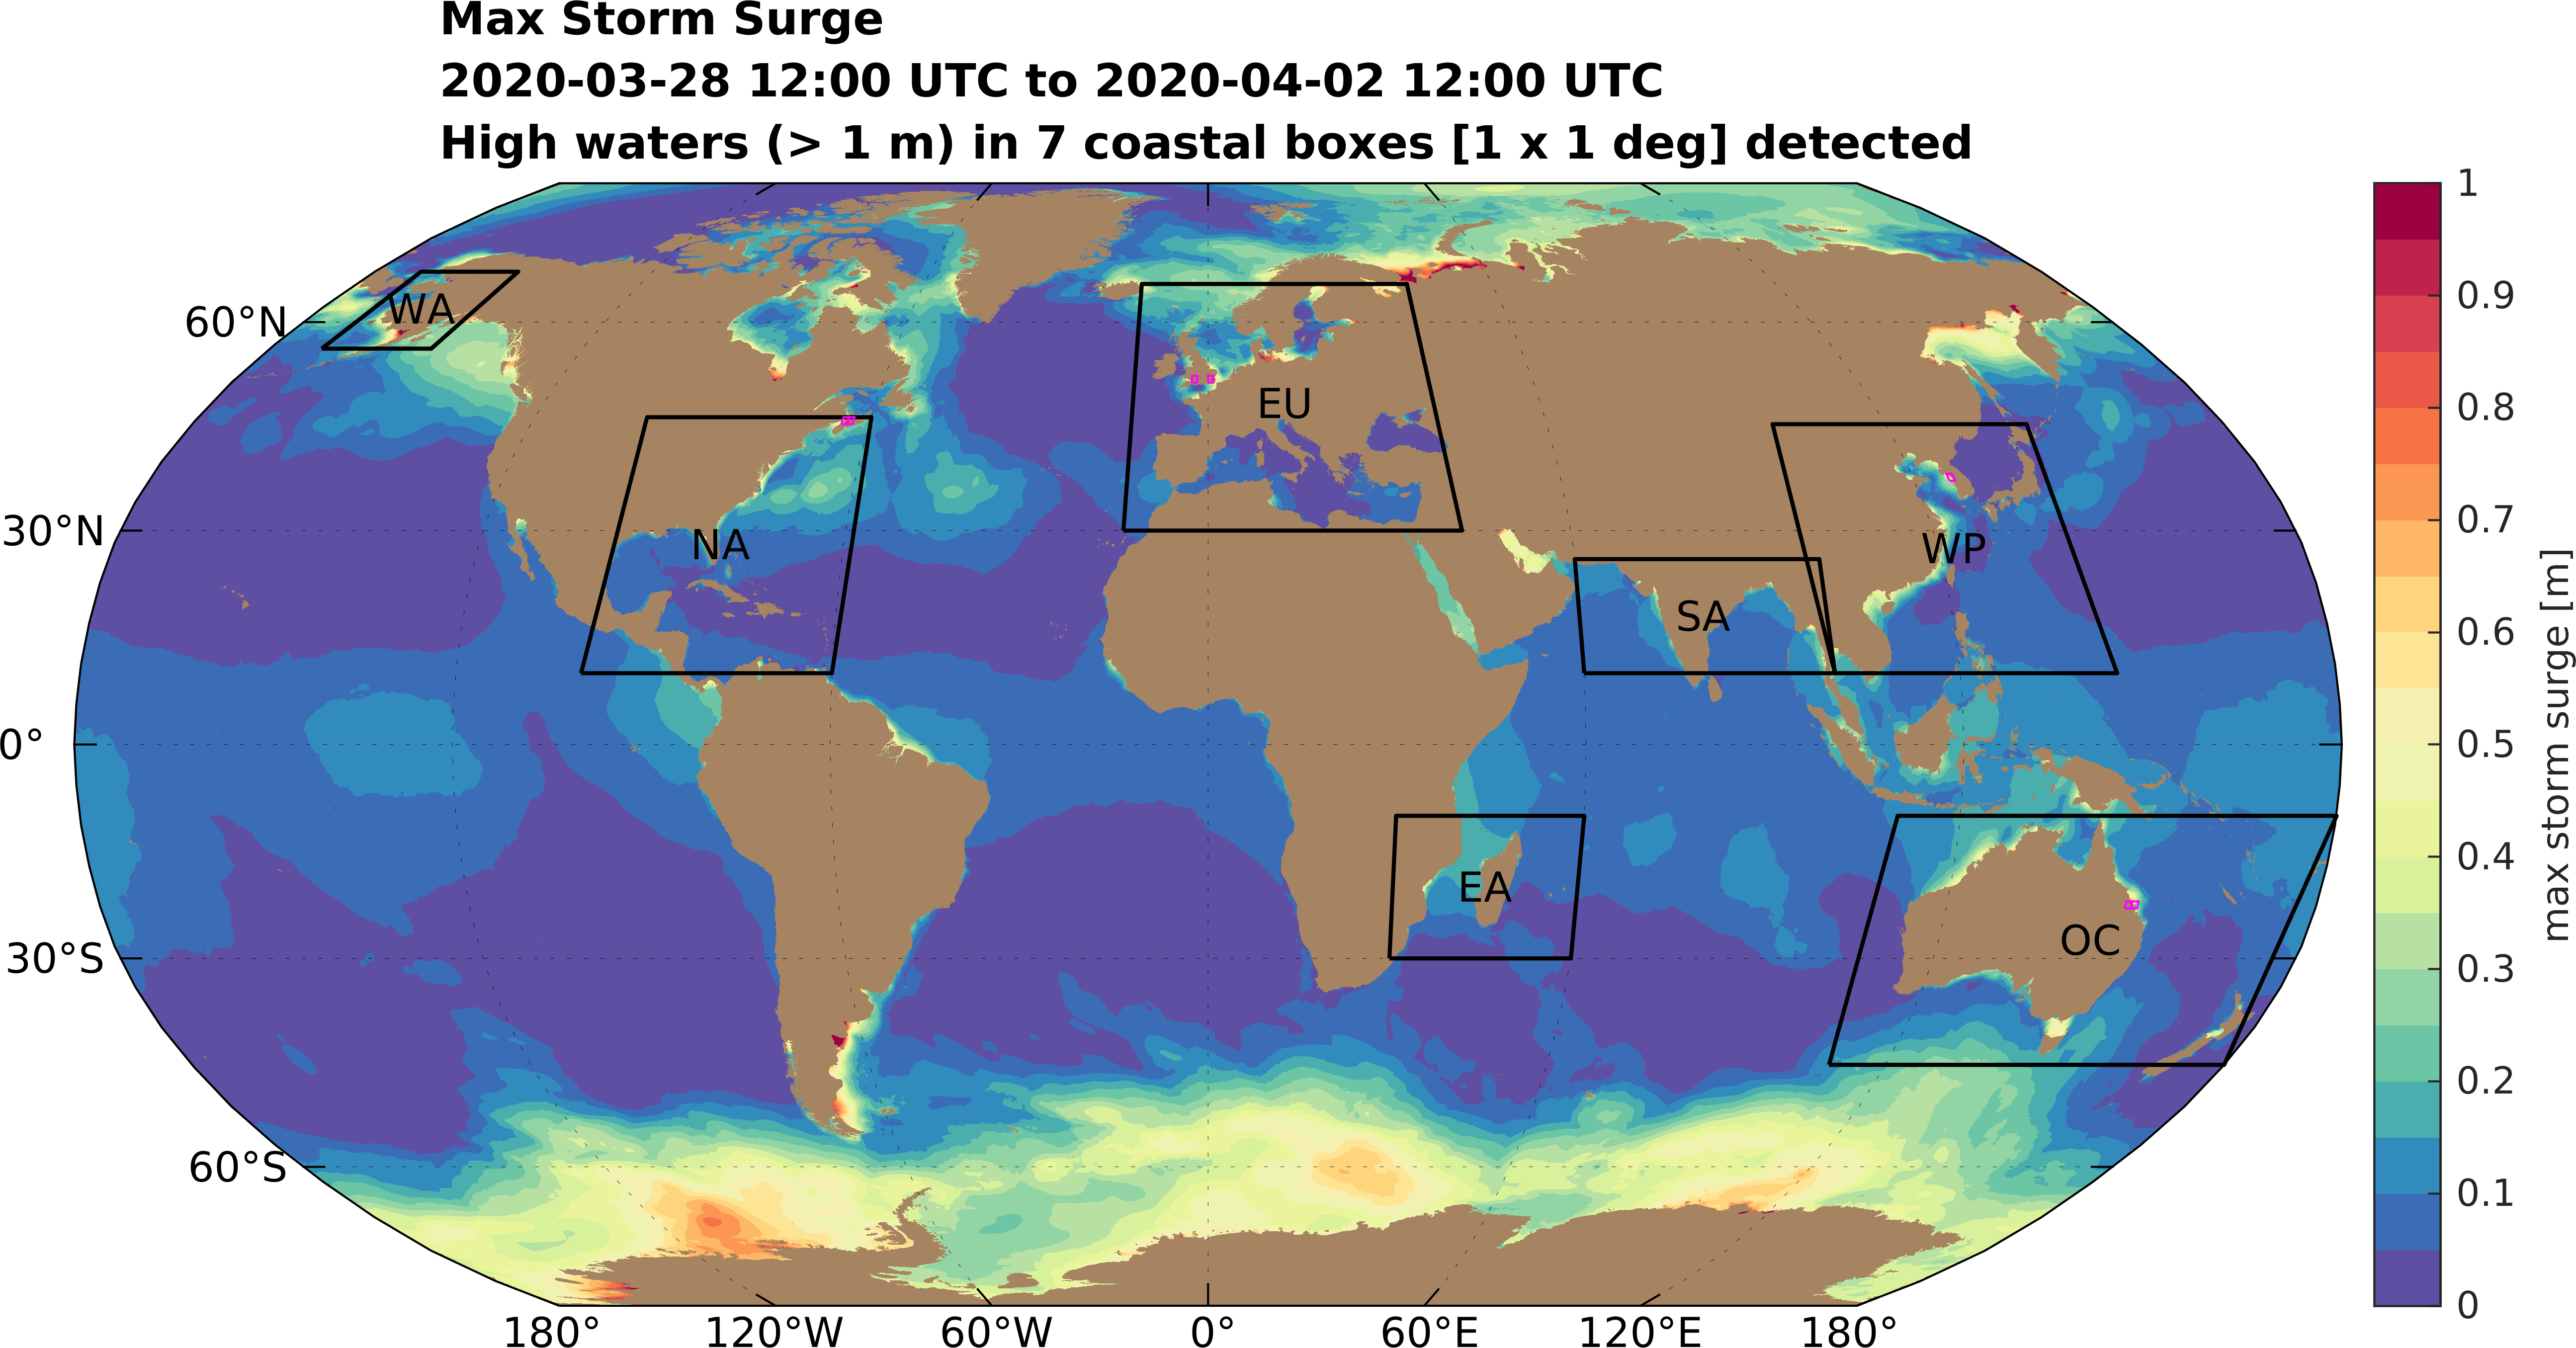 Max Storm Surge
2020-03-28 12:00 UTC to 2020-04-02 12:00 UTC
High waters (> 1 m) in 7 coastal boxes [1 x 1 deg] detected
60°N
30°N
0°
30°S
60°S
WA
NA
EU
SA
WP
EA
OC
180°
120°W
60°W
0°
60°E
120°E
180°
1
0.9
0.8
0.7
0.6
0.5
0.4
0.3
0.2
0.1
0
max storm surge [m]